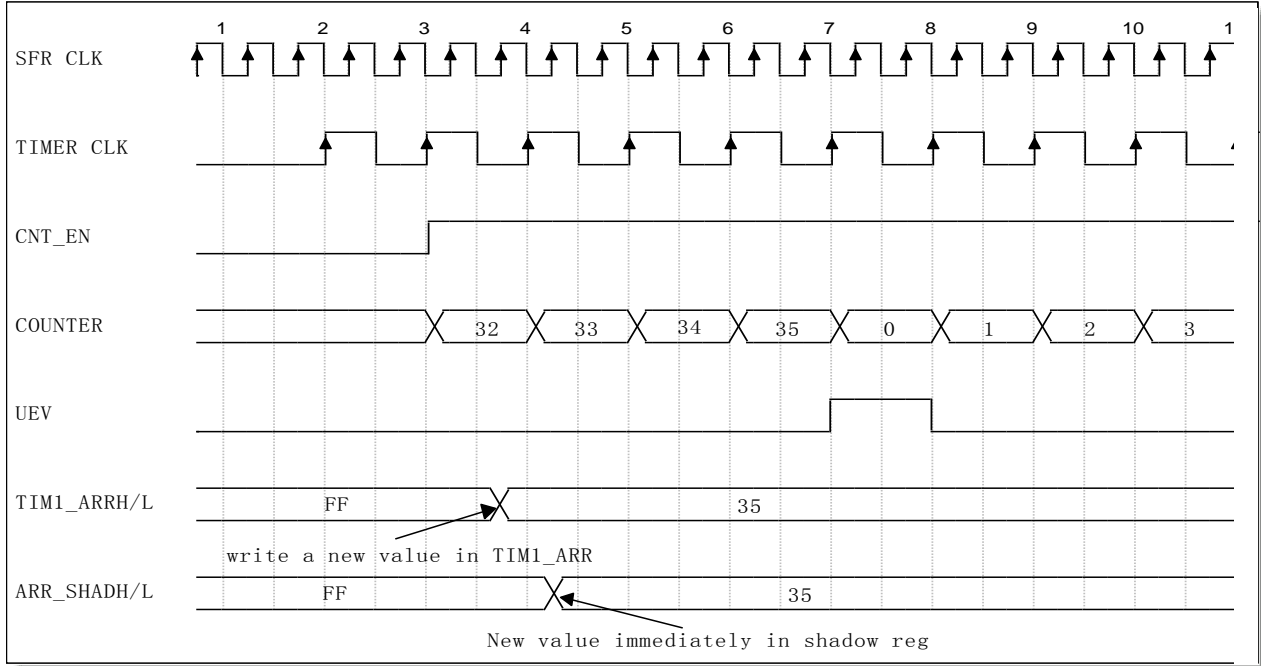 1 2 3 4 5 6 7 8 9 10 1
SFR CLK
TIMER CLK
CNT_EN
COUNTER 32 33 34 35 0 1 2 3
UEV
TIM1_ARRH/L FF 35
write a new value in TIM1_ARR
ARR_SHADH/L FF 35
New value immediately in shadow reg